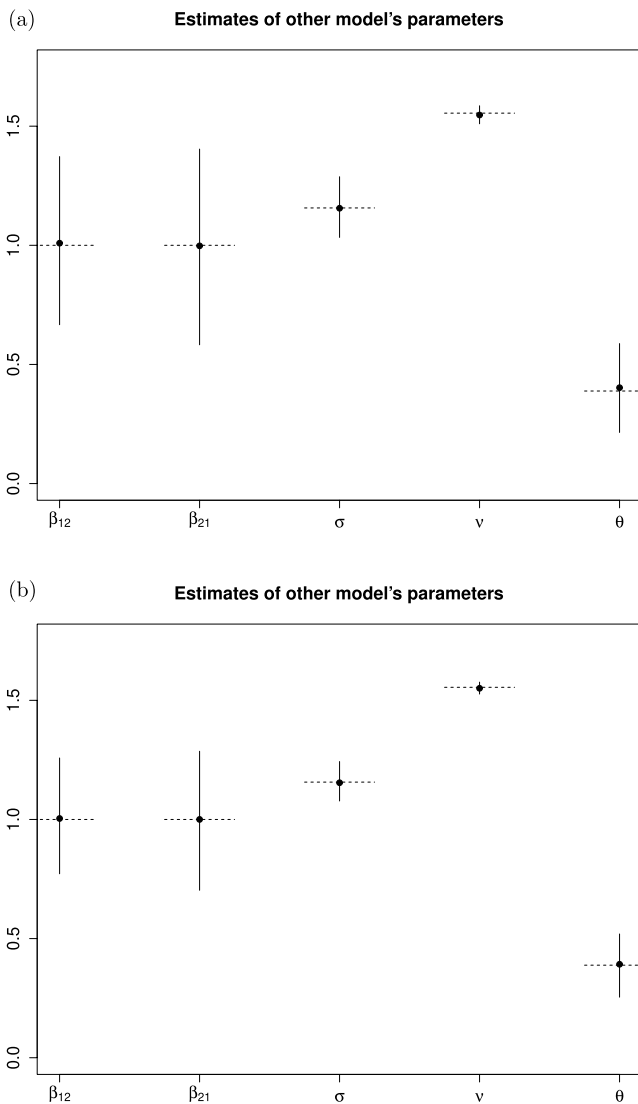 (a)
Estimates of other model's parameters
1.5
1.0
0.5
0.0
β12 β21 σ ν θ
(b)
Estimates of other model's parameters
1.5
1.0
0.5
0.0
β12 β21 σ ν θ